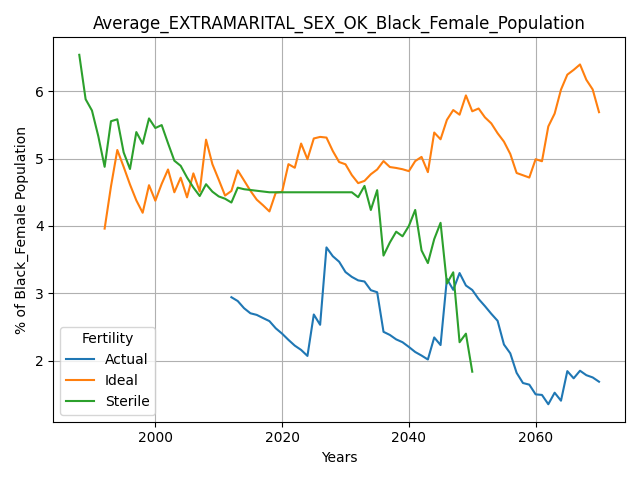 Average_EXTRAMARITAL_SEX_OK_Black_Female_Population
% of Black_Female Population
6
5
4
3
2
Fertility
Actual
Ideal
Sterile
2000 2020 2040 2060
Years